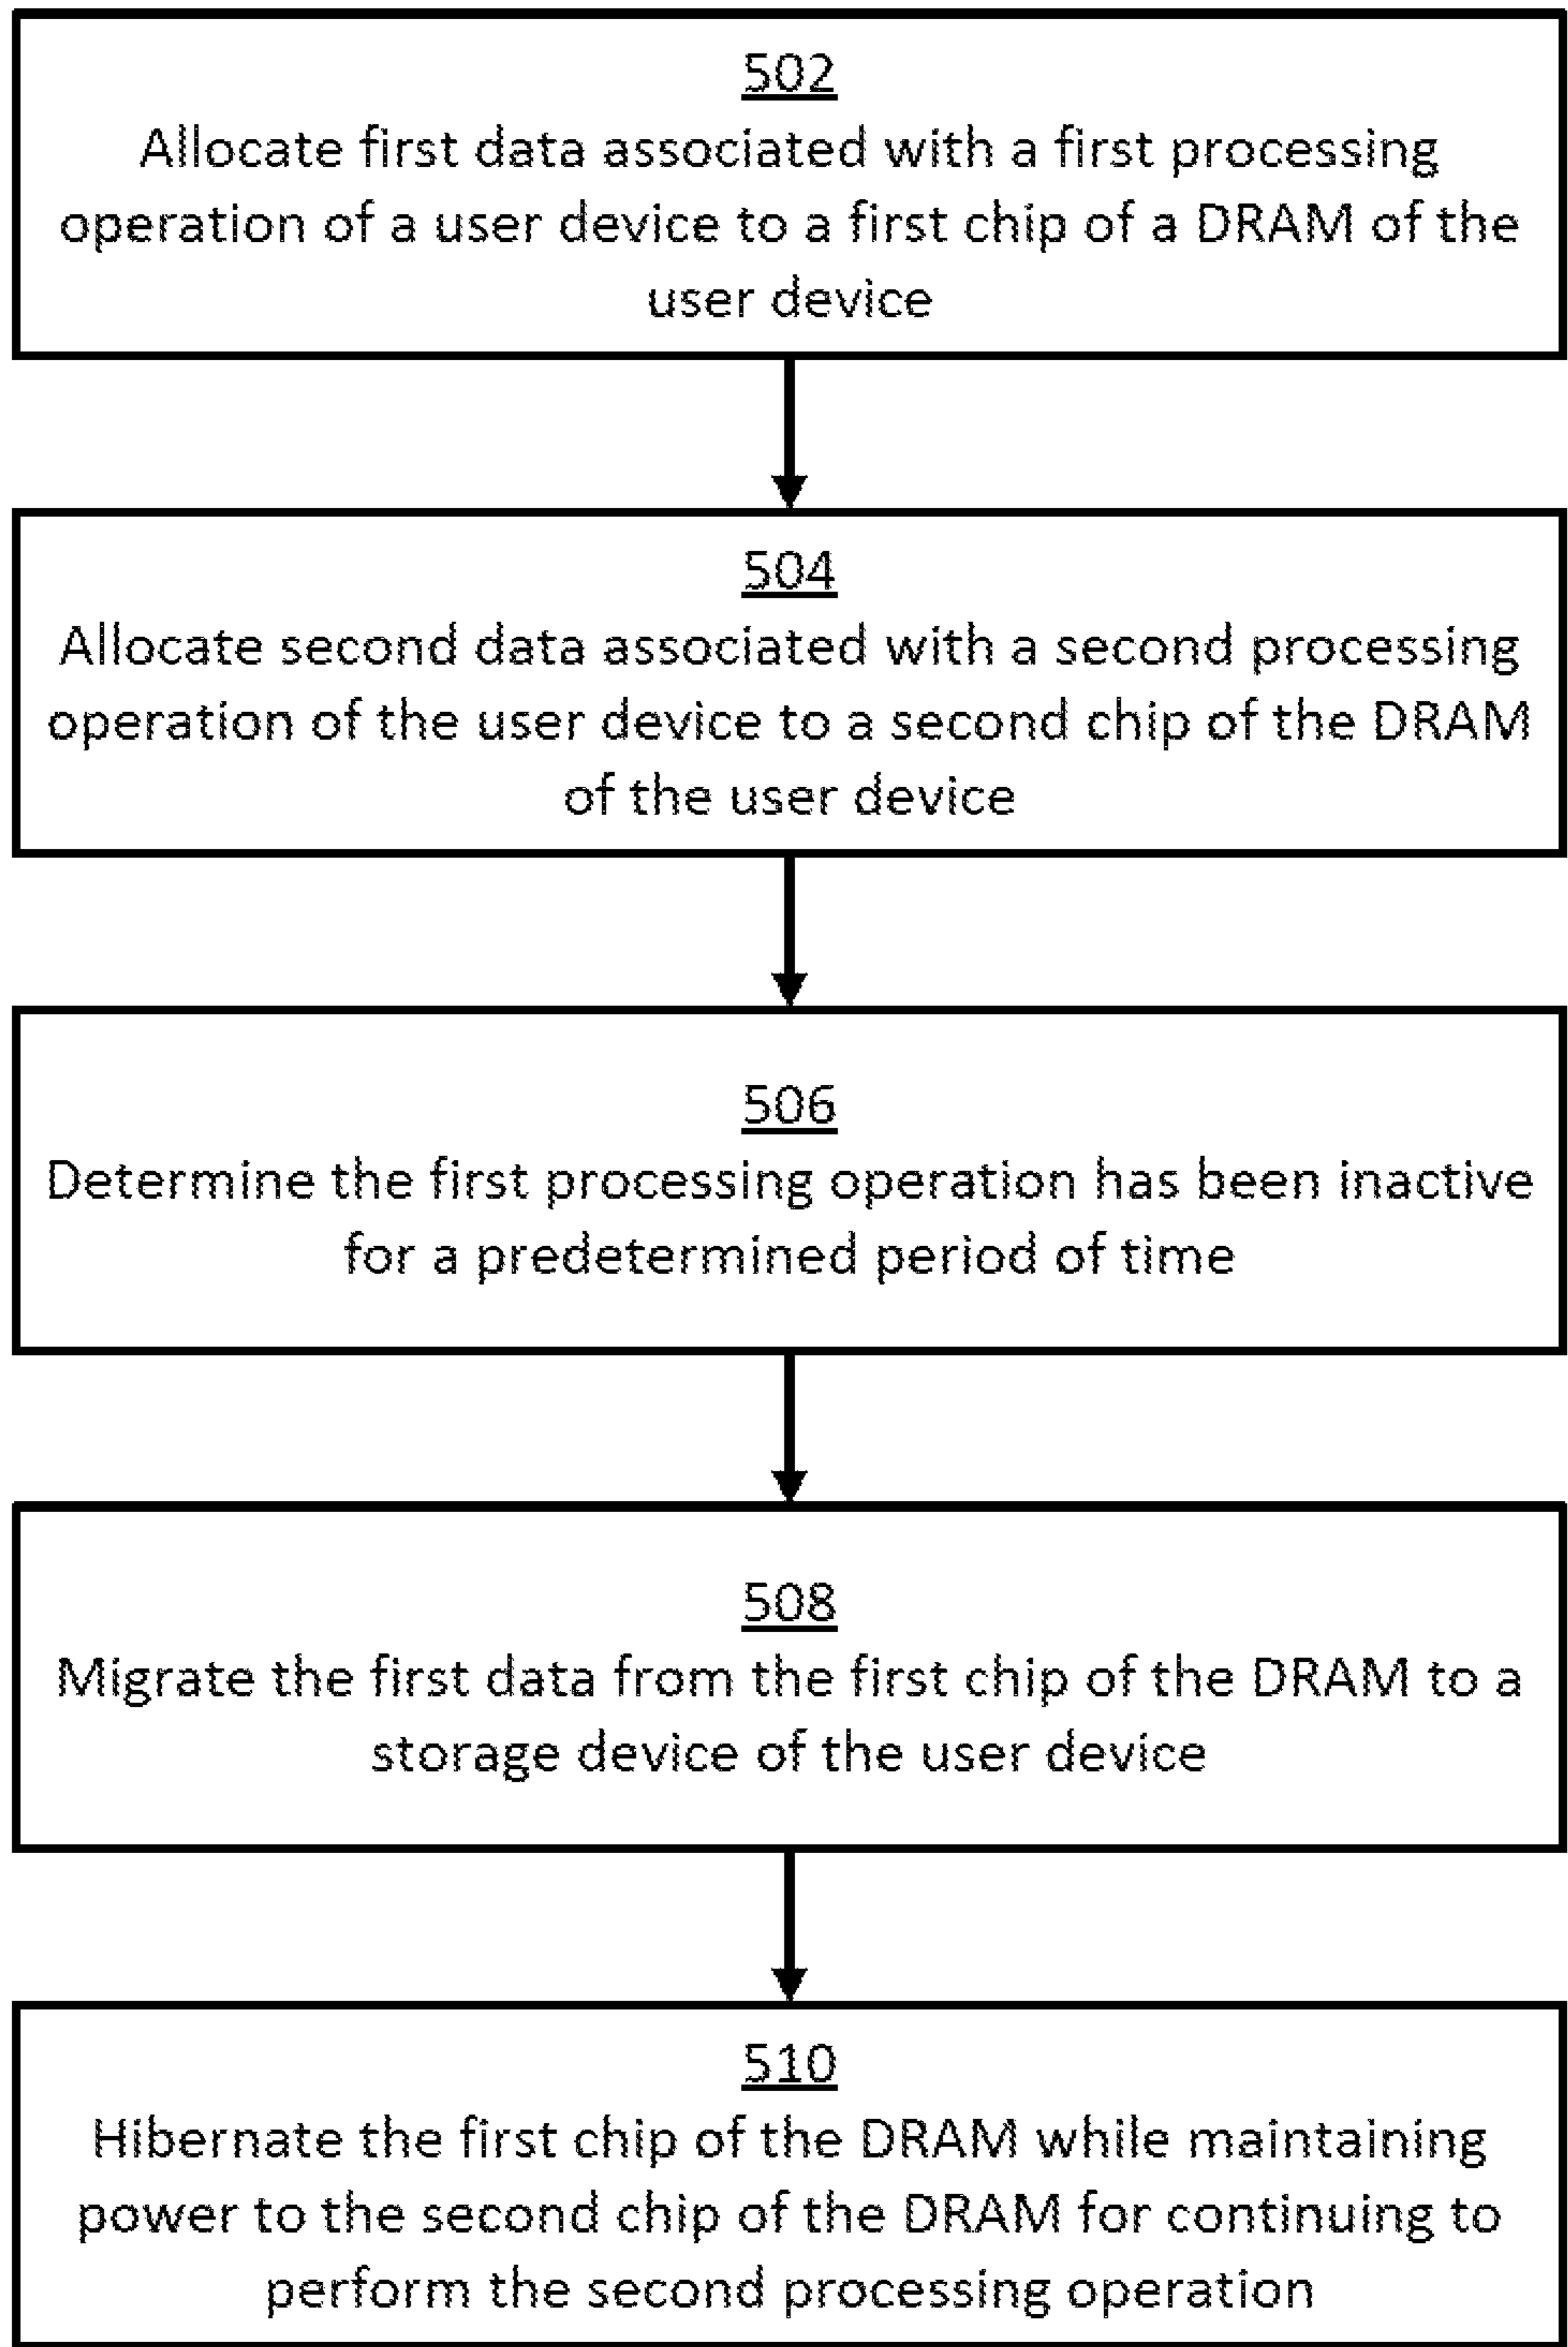 502
Allocate first data associated with a first processing
operation of a user device to a first chip of a DRAM of the
user device
504
Allocate second data associated with a second processing
operation of the user device to a second chip of the DRAM
of the user device
506
Determine the first processing operation has been inactive
for a predetermined period of time
508
Migrate the first data from the first chip of the DRAM to a
storage device of the user device
510
Hibernate the first chip of the DRAM while maintaining
power to the second chip of the DRAM for continuing to
perform the second processing operation